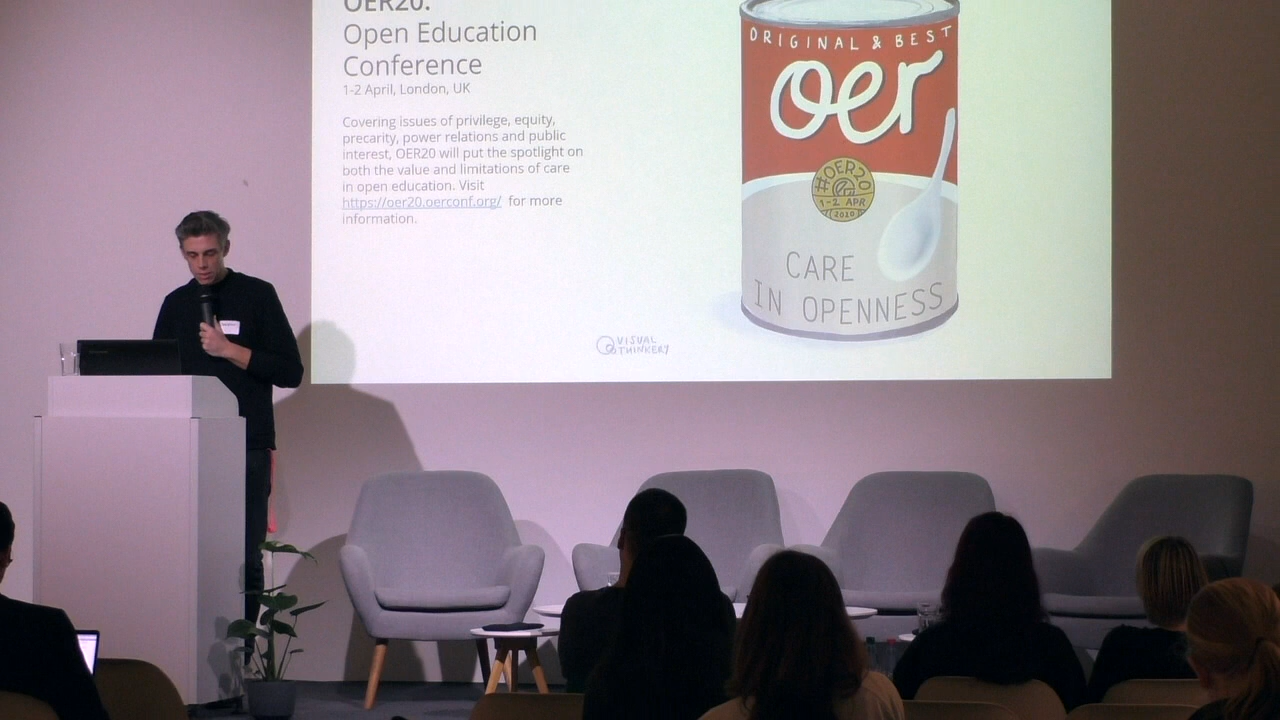 OER20:
Open Education
Conference
1-2 April, London, UK
Covering issues of privilege, equity,
precarity, power relations and public
interest, OER20 will put the spotlight on
both the value and limitations of care
in open education. Visit
https://oer20.oerconf.org/ for more
information.
ORIGINAL & BEST
oer
#OER20
1-2 APR
2020
CARE
IN OPENNESS
VISUAL
THINKERY